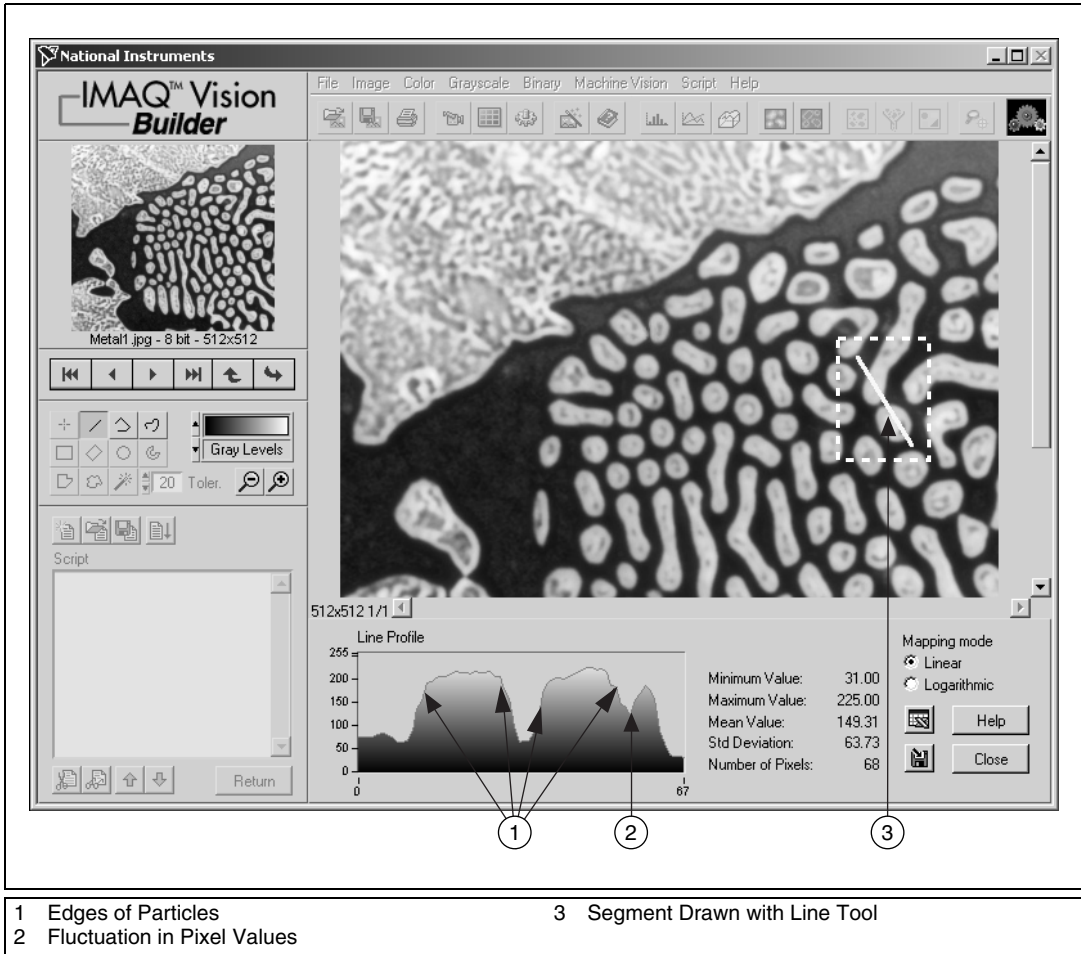 National Instruments
IMAQ™ Vision
Builder
File Image Color Grayscale Binary Machine Vision Script Help
Metal1.jpg - 8 bit - 512x512
Gray Levels
20 Toler.
Script
Return
512x512 1/1
Line Profile
255
200
150
100
50
0
0 67
Minimum Value: 31.00
Maximum Value: 225.00
Mean Value: 149.31
Std Deviation: 63.73
Number of Pixels: 68
Mapping mode
Linear
Logarithmic
Help
Close
1 2 3
1 Edges of Particles
2 Fluctuation in Pixel Values
3 Segment Drawn with Line Tool